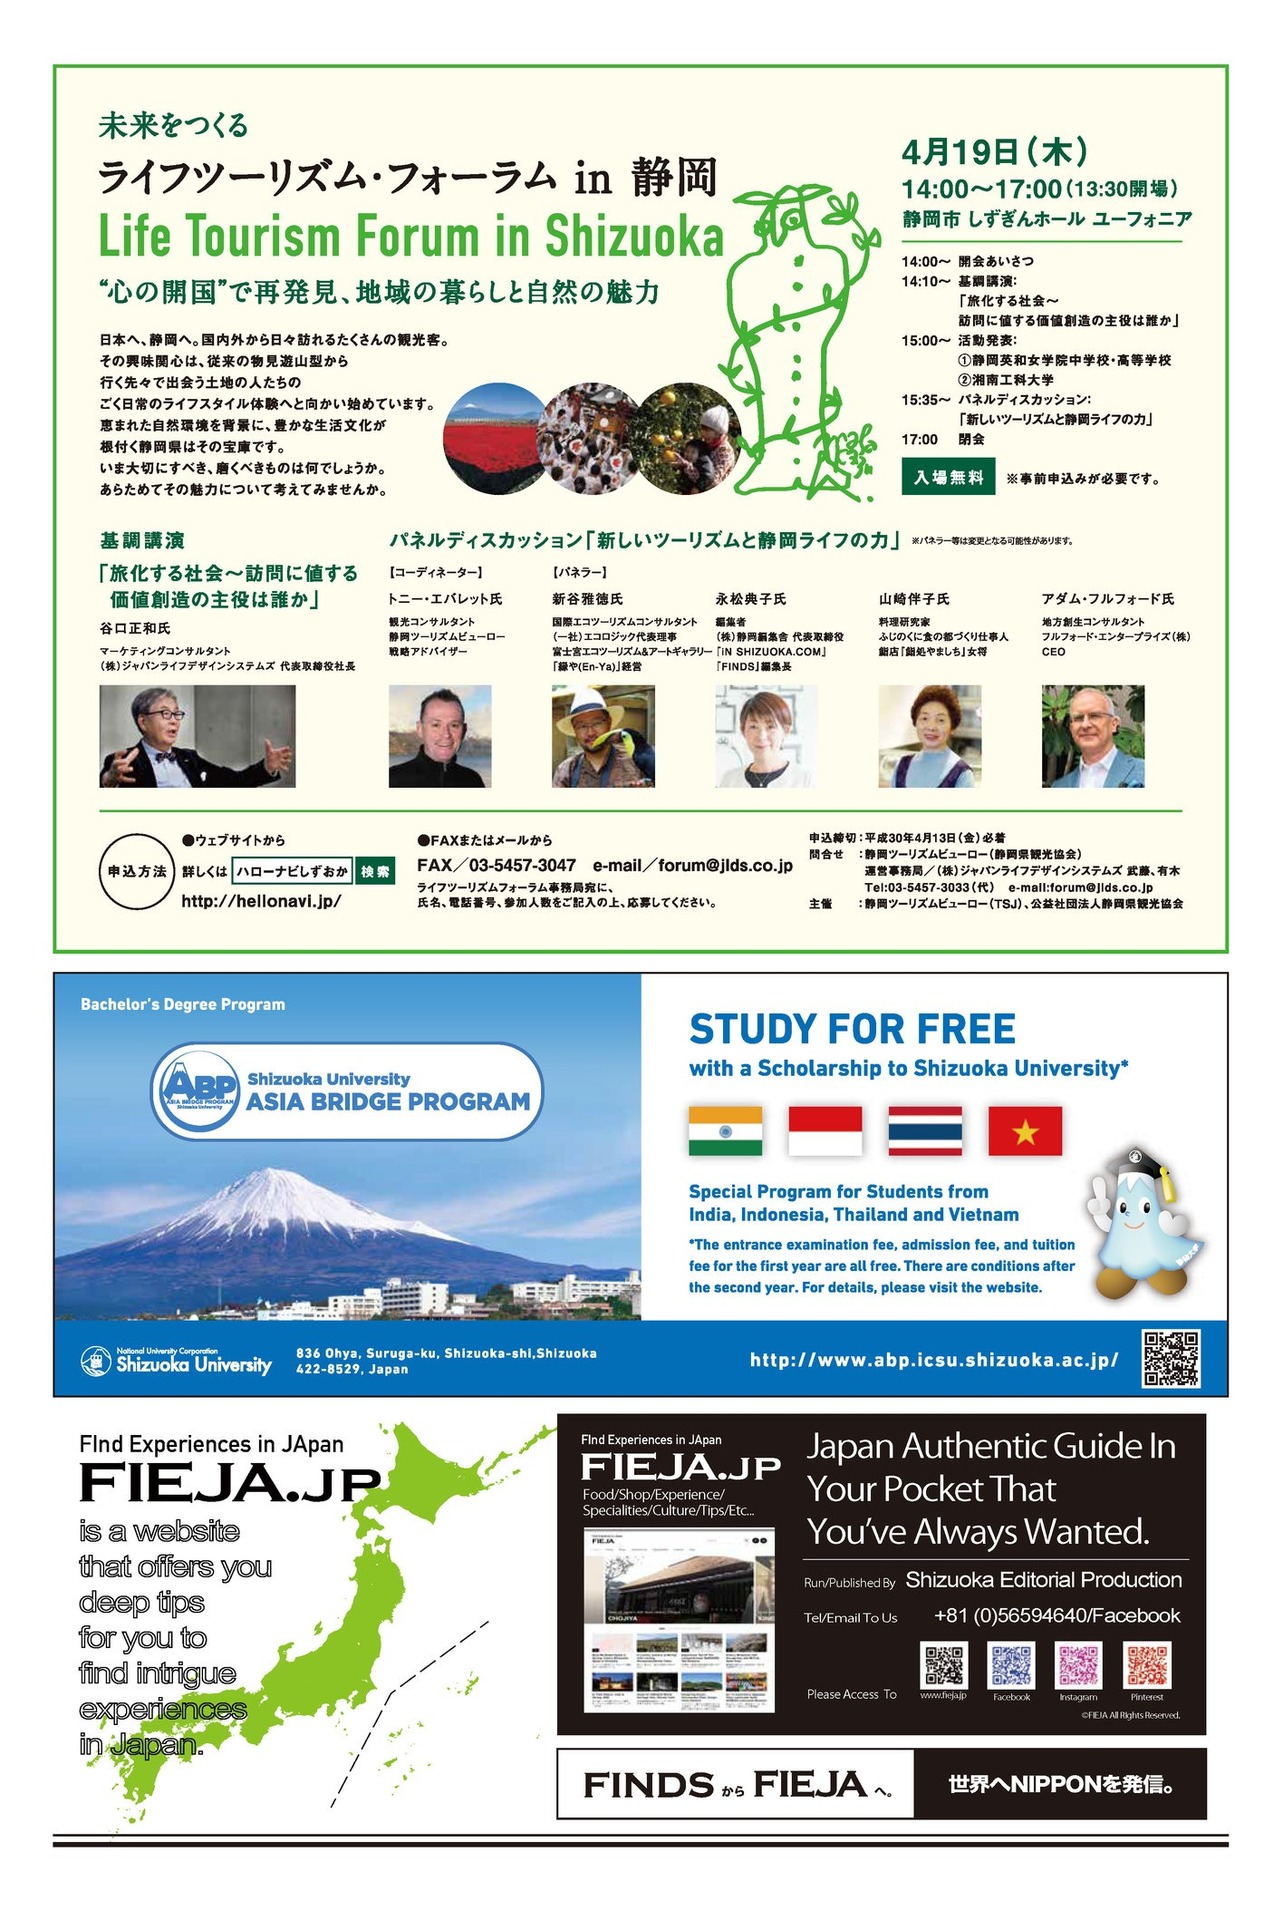 未来をつくる
ライフツーリズム・フォーラム in 静岡
Life Tourism Forum in Shizuoka
“心の開国”で再発見、地域の暮らしと自然の魅力
日本へ、静岡へ。国内外から日々訪れるたくさんの観光客。
その興味関心は、従来の物見遊山型から
行く先々で出会う土地の人たちの
ごく日常のライフスタイル体験へと向かい始めています。
恵まれた自然環境を背景に、豊かな生活文化が
根付く静岡県はその宝庫です。
いま大切にすべき、磨くべきものは何でしょうか。
あらためてその魅力について考えてみませんか。
4月19日(木)
14:00〜17:00(13:30開場)
静岡市 しずぎんホール ユーフォニア
14:00〜 開会あいさつ
14:10〜 基調講演：
「旅化する社会〜
訪問に値する価値創造の主役は誰か」
15:00〜 活動発表：
①静岡英和女学院中学校・高等学校
②湘南工科大学
15:35〜 パネルディスカッション：
「新しいツーリズムと静岡ライフの力」
17:00 閉会
入場無料 ※事前申込みが必要です。
基調講演
「旅化する社会〜訪問に値する
価値創造の主役は誰か」
谷口正和氏
マーケティングコンサルタント
(株)ジャパンライフデザインシステムズ 代表取締役社長
パネルディスカッション「新しいツーリズムと静岡ライフの力」 ※パネラー等は変更となる可能性があります。
【コーディネーター】
トニー・エバレット氏
観光コンサルタント
静岡ツーリズムビューロー
戦略アドバイザー
【パネラー】
新谷雅徳氏
国際エコツーリズムコンサルタント
(一社)エコロジック代表理事
富士宮エコツーリズム&アートギャラリー
『縁や(En-Ya)』経営
永松典子氏
編集者
(株)静岡編集舎 代表取締役
『iN SHIZUOKA.COM』
『FINDS』編集長
山崎伴子氏
料理研究家
ふじのくに食の都づくり仕事人
鮨店『鮨処やましち』女将
アダム・フルフォード氏
地方創生コンサルタント
フルフォード・エンタープライズ(株)
CEO
申込方法
●ウェブサイトから
詳しくは ハローナビしずおか 検索
http://hellonavi.jp/
●FAXまたはメールから
FAX／03-5457-3047 e-mail／forum@jlds.co.jp
ライフツーリズムフォーラム事務局宛に、
氏名、電話番号、参加人数をご記入の上、応募してください。
申込締切：平成30年4月13日(金)必着
問合せ ：静岡ツーリズムビューロー(静岡県観光協会)
運営事務局／(株)ジャパンライフデザインシステムズ 武藤、有木
Tel:03-5457-3033(代) e-mail:forum@jlds.co.jp
主催 ：静岡ツーリズムビューロー(TSJ)、公益社団法人静岡県観光協会
Bachelor's Degree Program
ABP
ASIA BRIDGE PROGRAM
Shizuoka University
Shizuoka University
ASIA BRIDGE PROGRAM
STUDY FOR FREE
with a Scholarship to Shizuoka University*
Special Program for Students from
India, Indonesia, Thailand and Vietnam
*The entrance examination fee, admission fee, and tuition
fee for the first year are all free. There are conditions after
the second year. For details, please visit the website.
National University Corporation
Shizuoka University
836 Ohya, Suruga-ku, Shizuoka-shi,Shizuoka
422-8529, Japan
http://www.abp.icsu.shizuoka.ac.jp/
FInd Experiences in JApan
FIEJA.JP
is a website
that offers you
deep tips
for you to
find intrigue
experiences
in Japan.
FInd Experiences in JApan
FIEJA.JP
Food/Shop/Experience/
Specialities/Culture/Tips/Etc...
FIEJA
CHOJIYA
Japan Authentic Guide In
Your Pocket That
You've Always Wanted.
Run/Published By Shizuoka Editorial Production
Tel/Email To Us +81 (0)56594640/Facebook
Please Access To
www.fieja.jp
Facebook
Instagram
Pinterest
©FIEJA All Rights Reserved.
FINDS から FIEJA へ。
世界へNIPPONを発信。